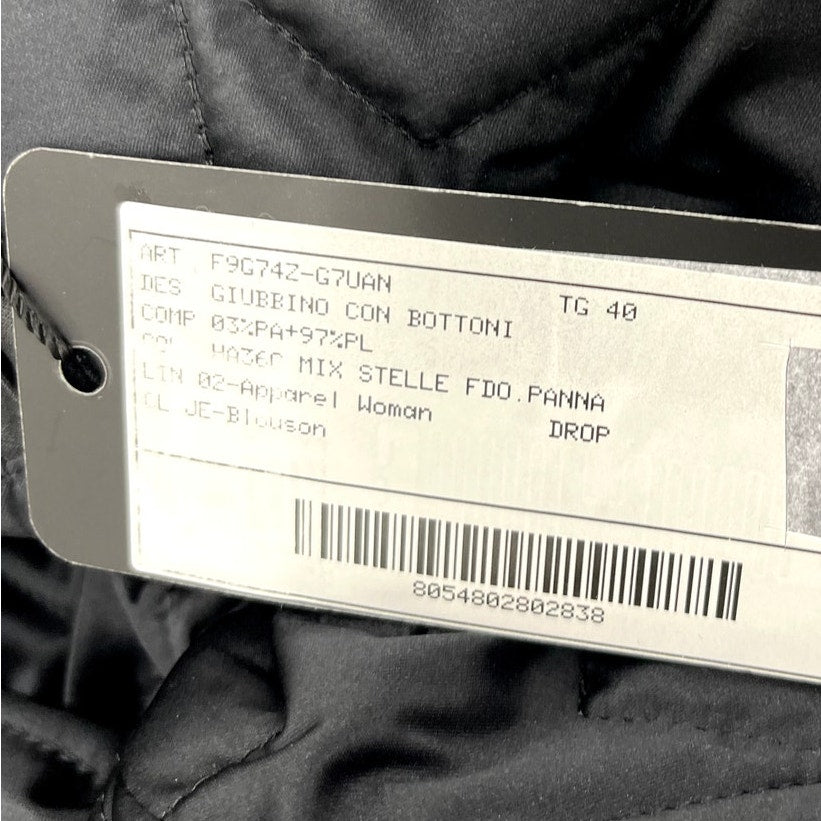 ART F9G74Z-G7UAN
DES GIUBBINO CON BOTTONI TG 40
COMP 03%PA+97%PL
COL HA36C MIX STELLE FDO.PANNA
LIN 02-Apparel Woman
CL JE-Blouson DROP
8054802802838